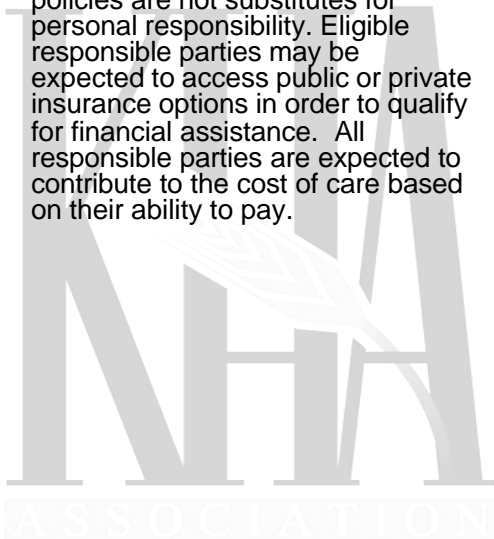 policies are not substitutes for
personal responsibility. Eligible
responsible parties may be
expected to access public or private
insurance options in order to qualify
for financial assistance.   All
responsible parties are expected to
contribute to the cost of care based
on their ability to pay.
KHA
ASSOCIATION